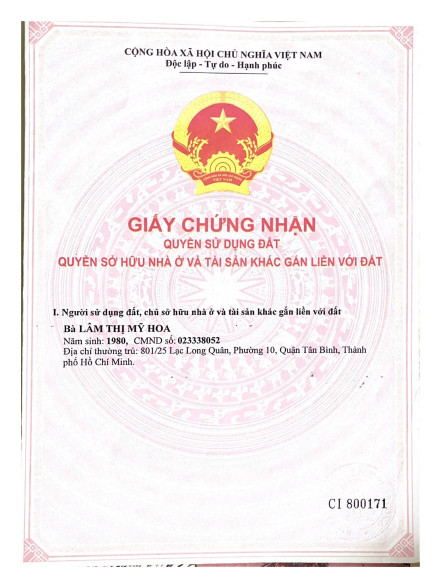 CỘNG HÒA XÃ HỘI CHỦ NGHĨA VIỆT NAM
Độc lập - Tự do - Hạnh phúc
VIỆT NAM
GIẤY CHỨNG NHẬN
QUYỀN SỬ DỤNG ĐẤT
QUYỀN SỞ HỮU NHÀ Ở VÀ TÀI SẢN KHÁC GẮN LIỀN VỚI ĐẤT
I. Người sử dụng đất, chủ sở hữu nhà ở và tài sản khác gắn liền với đất
Bà LÂM THỊ MỸ HOA
Năm sinh: 1980, CMND số: 023338052
Địa chỉ thường trú: 801/25 Lạc Long Quân, Phường 10, Quận Tân Bình, Thành
phố Hồ Chí Minh.
CI 800171